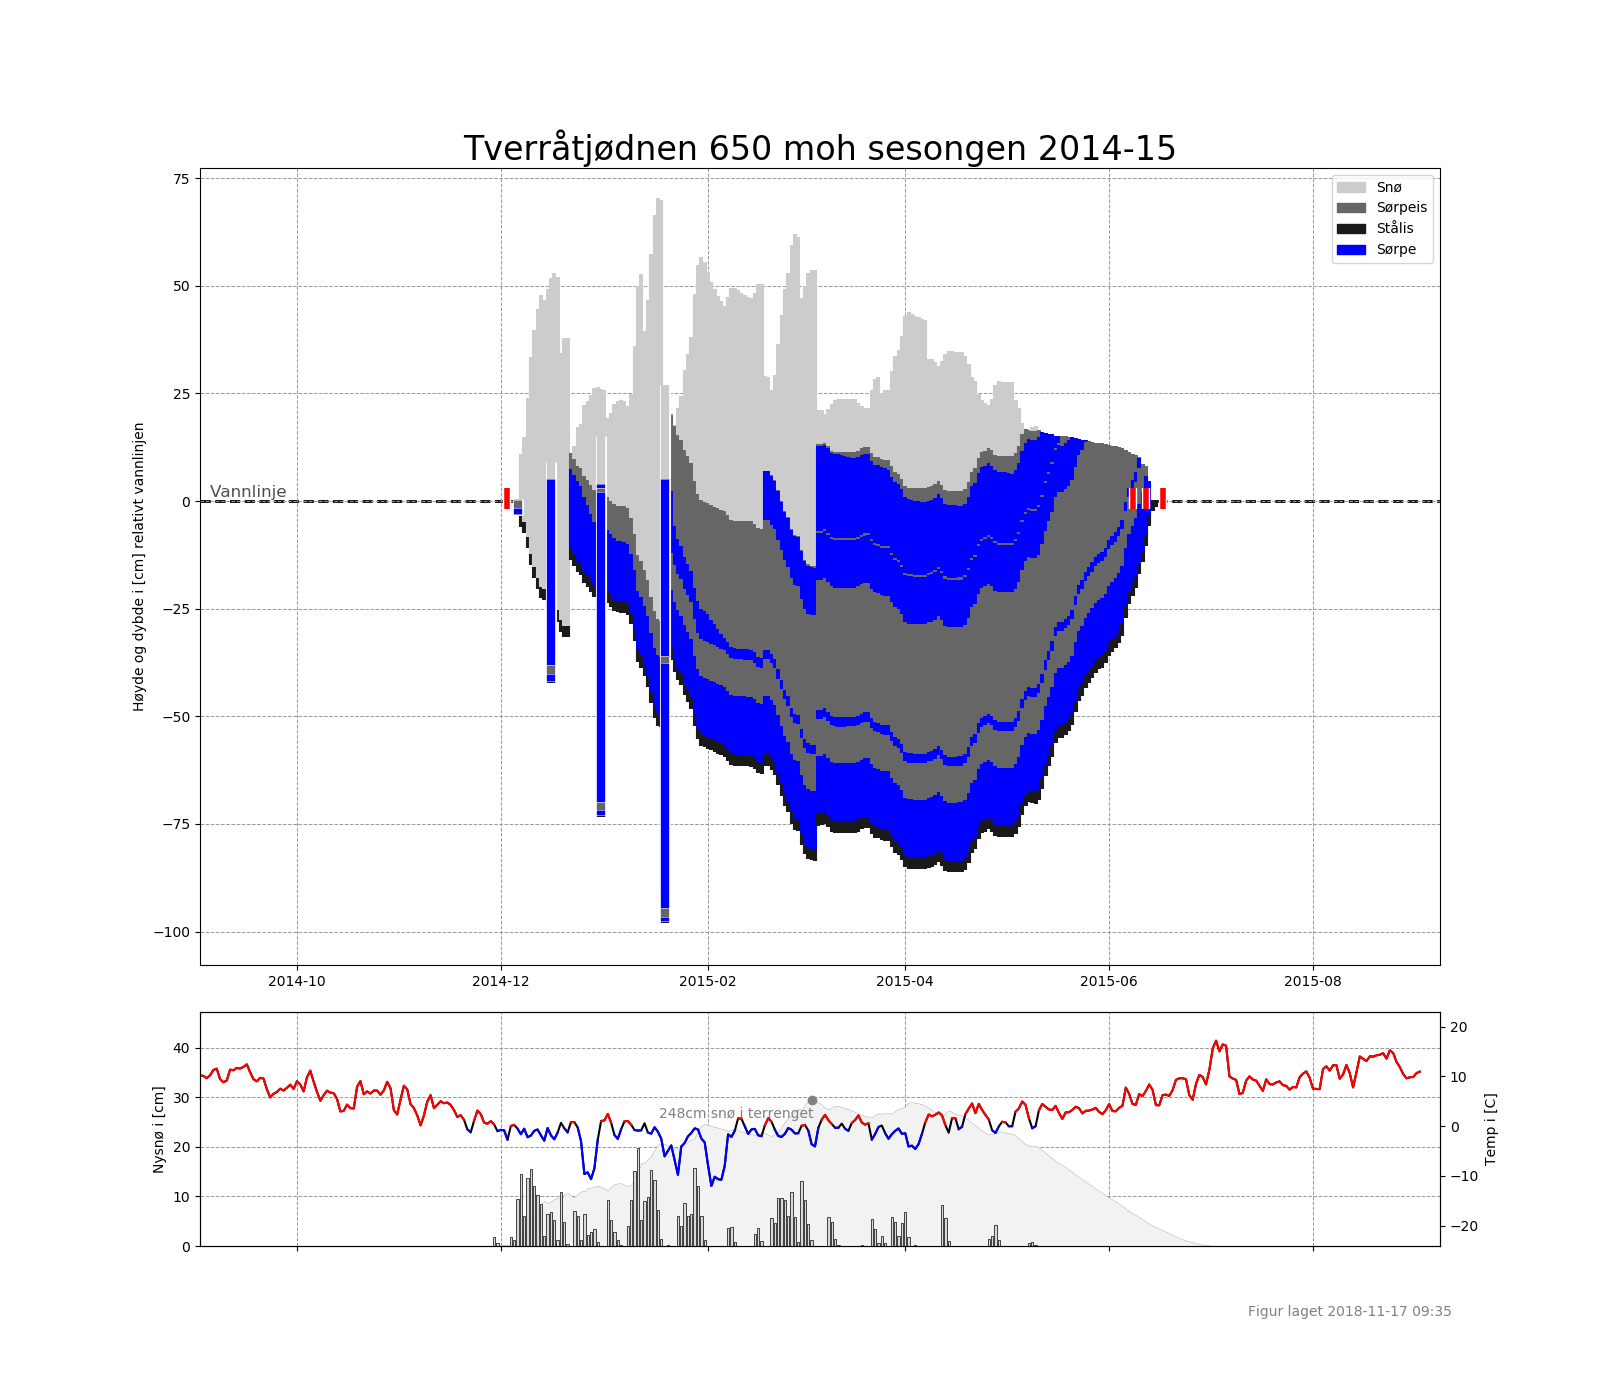 Tverråtjødnen 650 moh sesongen 2014-15
75
50
25
0
−25
−50
−75
−100
Høyde og dybde i [cm] relativt vannlinjen
Vannlinje
Snø
Sørpeis
Stålis
Sørpe
2014-10
2014-12
2015-02
2015-04
2015-06
2015-08
40
30
20
10
0
Nysnø i [cm]
248cm snø i terrenget
20
10
0
−10
−20
Temp i [C]
Figur laget 2018-11-17 09:35